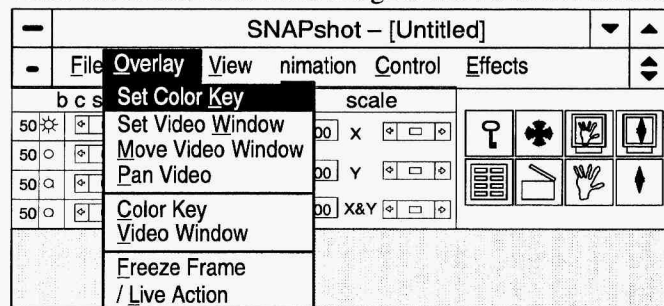 SNAPshot – [Untitled]
File Overlay View nimation Control Effects
b c s scale
Set Color Key
50 Set Video Window 00 X
Move Video Window
50 Pan Video 00 Y
50
50 Color Key 00 X&Y
Video Window
Freeze Frame
/ Live Action